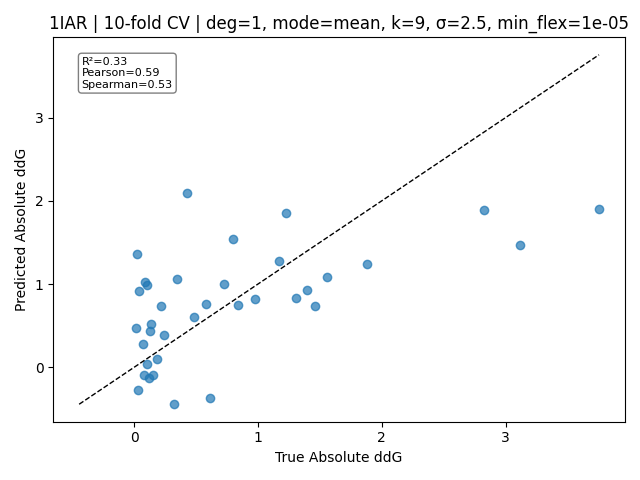 1IAR | 10-fold CV | deg=1, mode=mean, k=9, σ=2.5, min_flex=1e-05
R²=0.33
Pearson=0.59
Spearman=0.53
Predicted Absolute ddG
3
2
1
0
0 1 2 3
True Absolute ddG